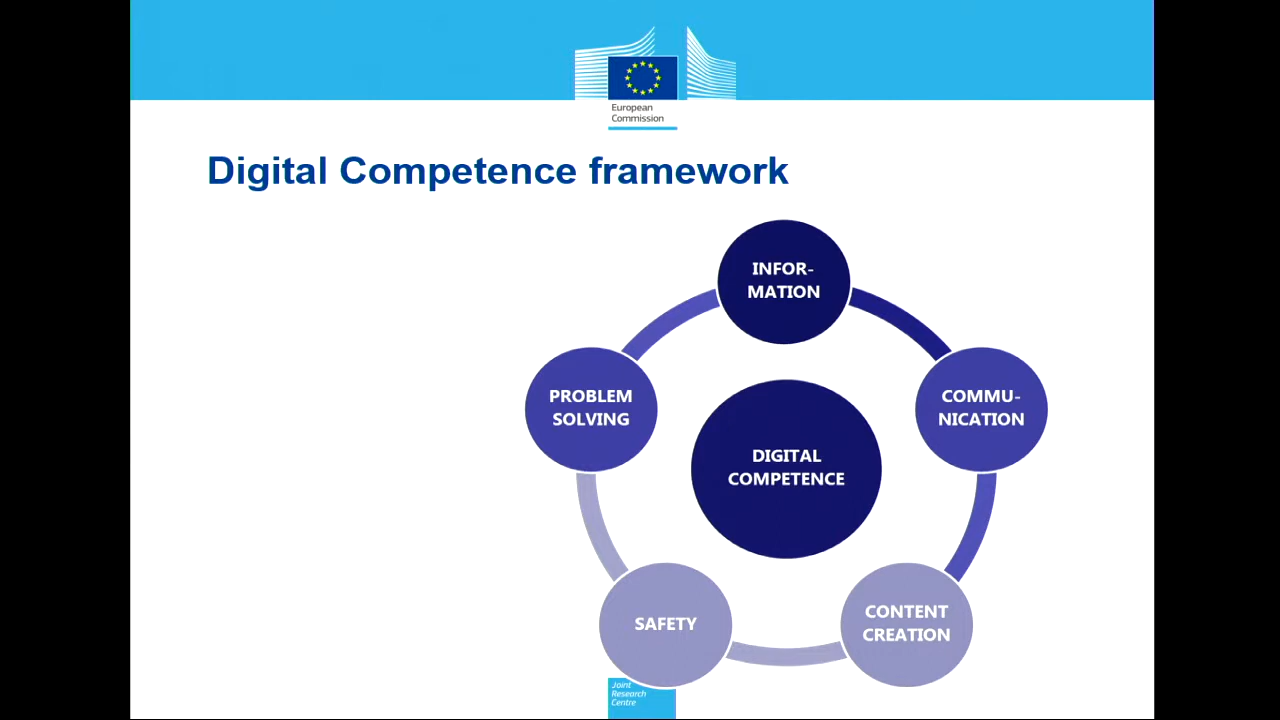 European
Commission
Digital Competence framework
INFOR-
MATION
PROBLEM
SOLVING
COMMU-
NICATION
DIGITAL
COMPETENCE
SAFETY
CONTENT
CREATION
Joint
Research
Centre